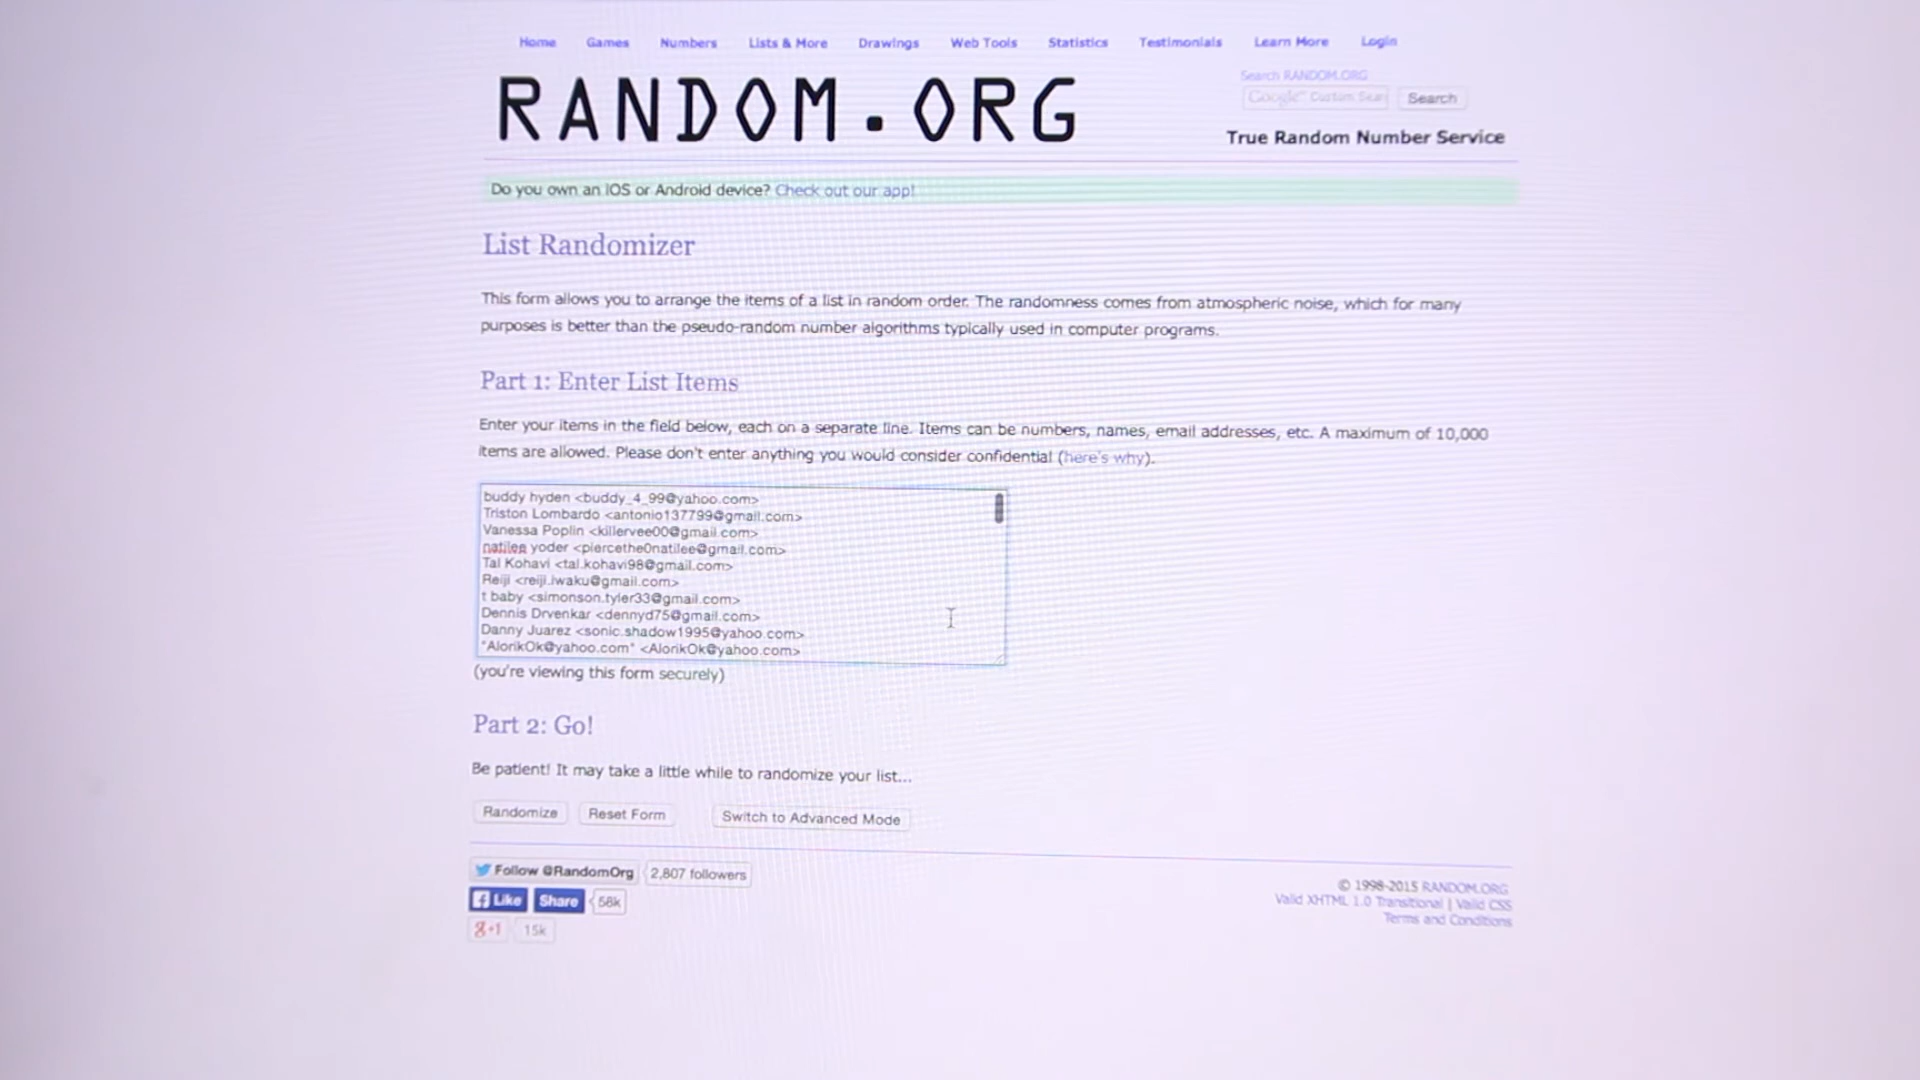 Home Games Numbers Lists & More Drawings Web Tools Statistics Testimonials Learn More Login
RANDOM.ORG
Search RANDOM.ORG
Google™ Custom Sear Search
True Random Number Service
Do you own an iOS or Android device? Check out our app!
List Randomizer
This form allows you to arrange the items of a list in random order. The randomness comes from atmospheric noise, which for many
purposes is better than the pseudo-random number algorithms typically used in computer programs.
Part 1: Enter List Items
Enter your items in the field below, each on a separate line. Items can be numbers, names, email addresses, etc. A maximum of 10,000
items are allowed. Please don't enter anything you would consider confidential (here's why).
buddy hyden <buddy_4_99@yahoo.com>
Triston Lombardo <antonio137799@gmail.com>
Vanessa Poplin <killervee00@gmail.com>
natilee yoder <piercethe0natilee@gmail.com>
Tal Kohavi <tal.kohavi98@gmail.com>
Reiji <reiji.iwaku@gmail.com>
t baby <simonson.tyler33@gmail.com>
Dennis Drvenkar <dennyd75@gmail.com>
Danny Juarez <sonic.shadow1995@yahoo.com>
"AlorikOk@yahoo.com" <AlorikOk@yahoo.com>
(you're viewing this form securely)
Part 2: Go!
Be patient! It may take a little while to randomize your list...
Randomize Reset Form Switch to Advanced Mode
Follow @RandomOrg 2,807 followers
Like Share 58k
g+1 15k
© 1998-2015 RANDOM.ORG
Valid XHTML 1.0 Transitional | Valid CSS
Terms and Conditions